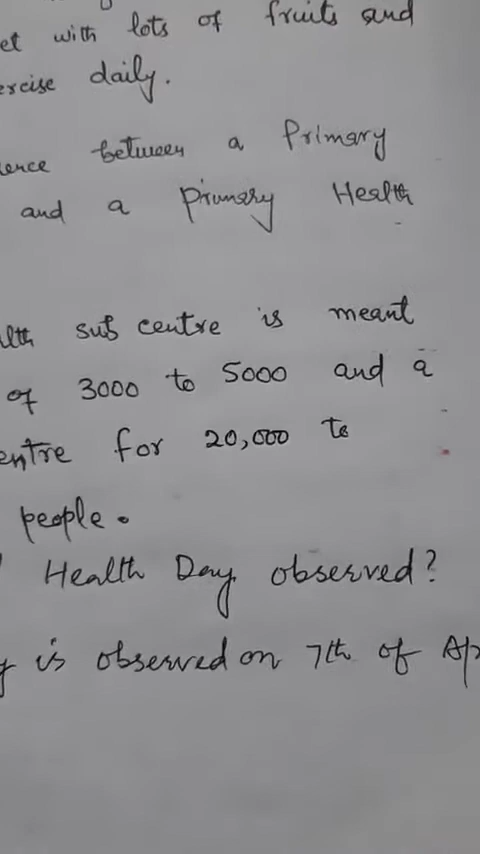 et with lots of fruits and
ercise daily.
ence between a Primary
and a Primary Health
lth sub centre is meant
of 3000 to 5000 and a
entre for 20,000 to
people.
Health Day observed?
y is observed on 7th of Ap